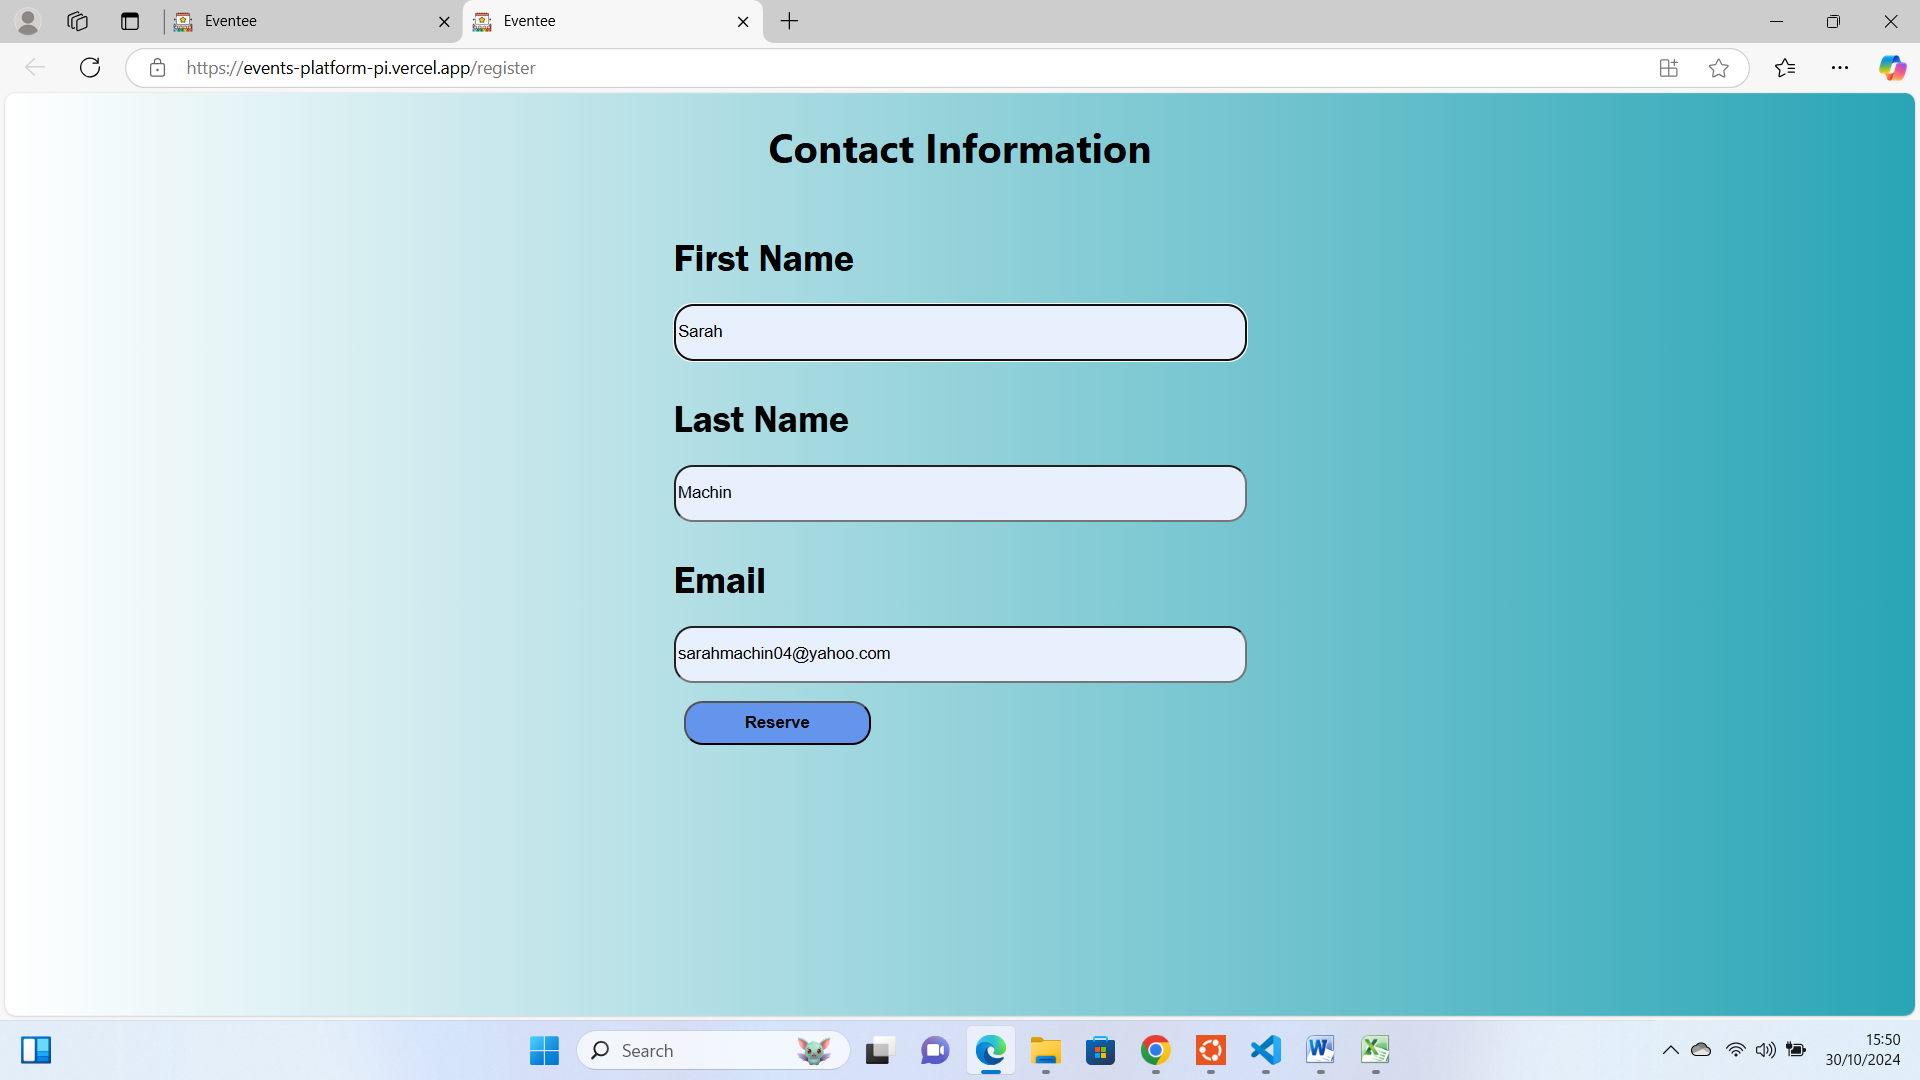 Eventee
Eventee
https://events-platform-pi.vercel.app/register
Contact Information
First Name
Sarah
Last Name
Machin
Email
sarahmachin04@yahoo.com
Reserve
Search
15:50
30/10/2024